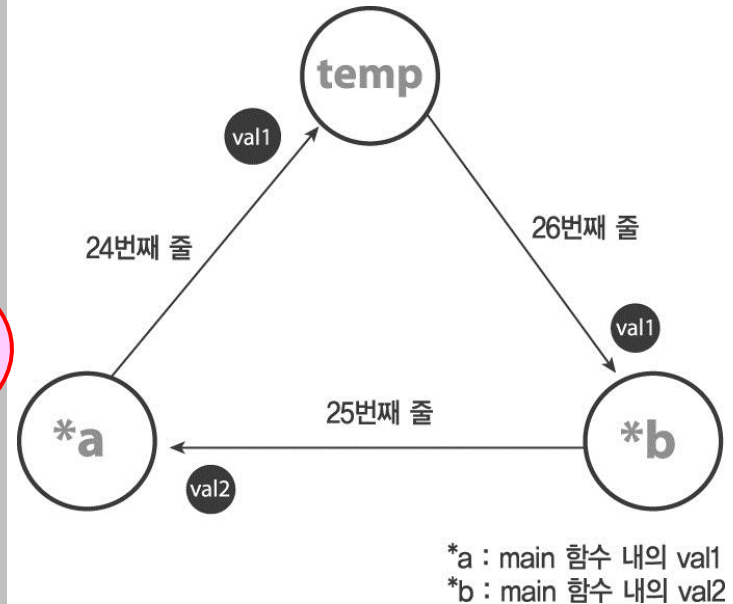 temp
val1
24번째 줄
26번째 줄
val1
25번째 줄
*a
*b
val2
*a : main 함수 내의 val1
*b : main 함수 내의 val2